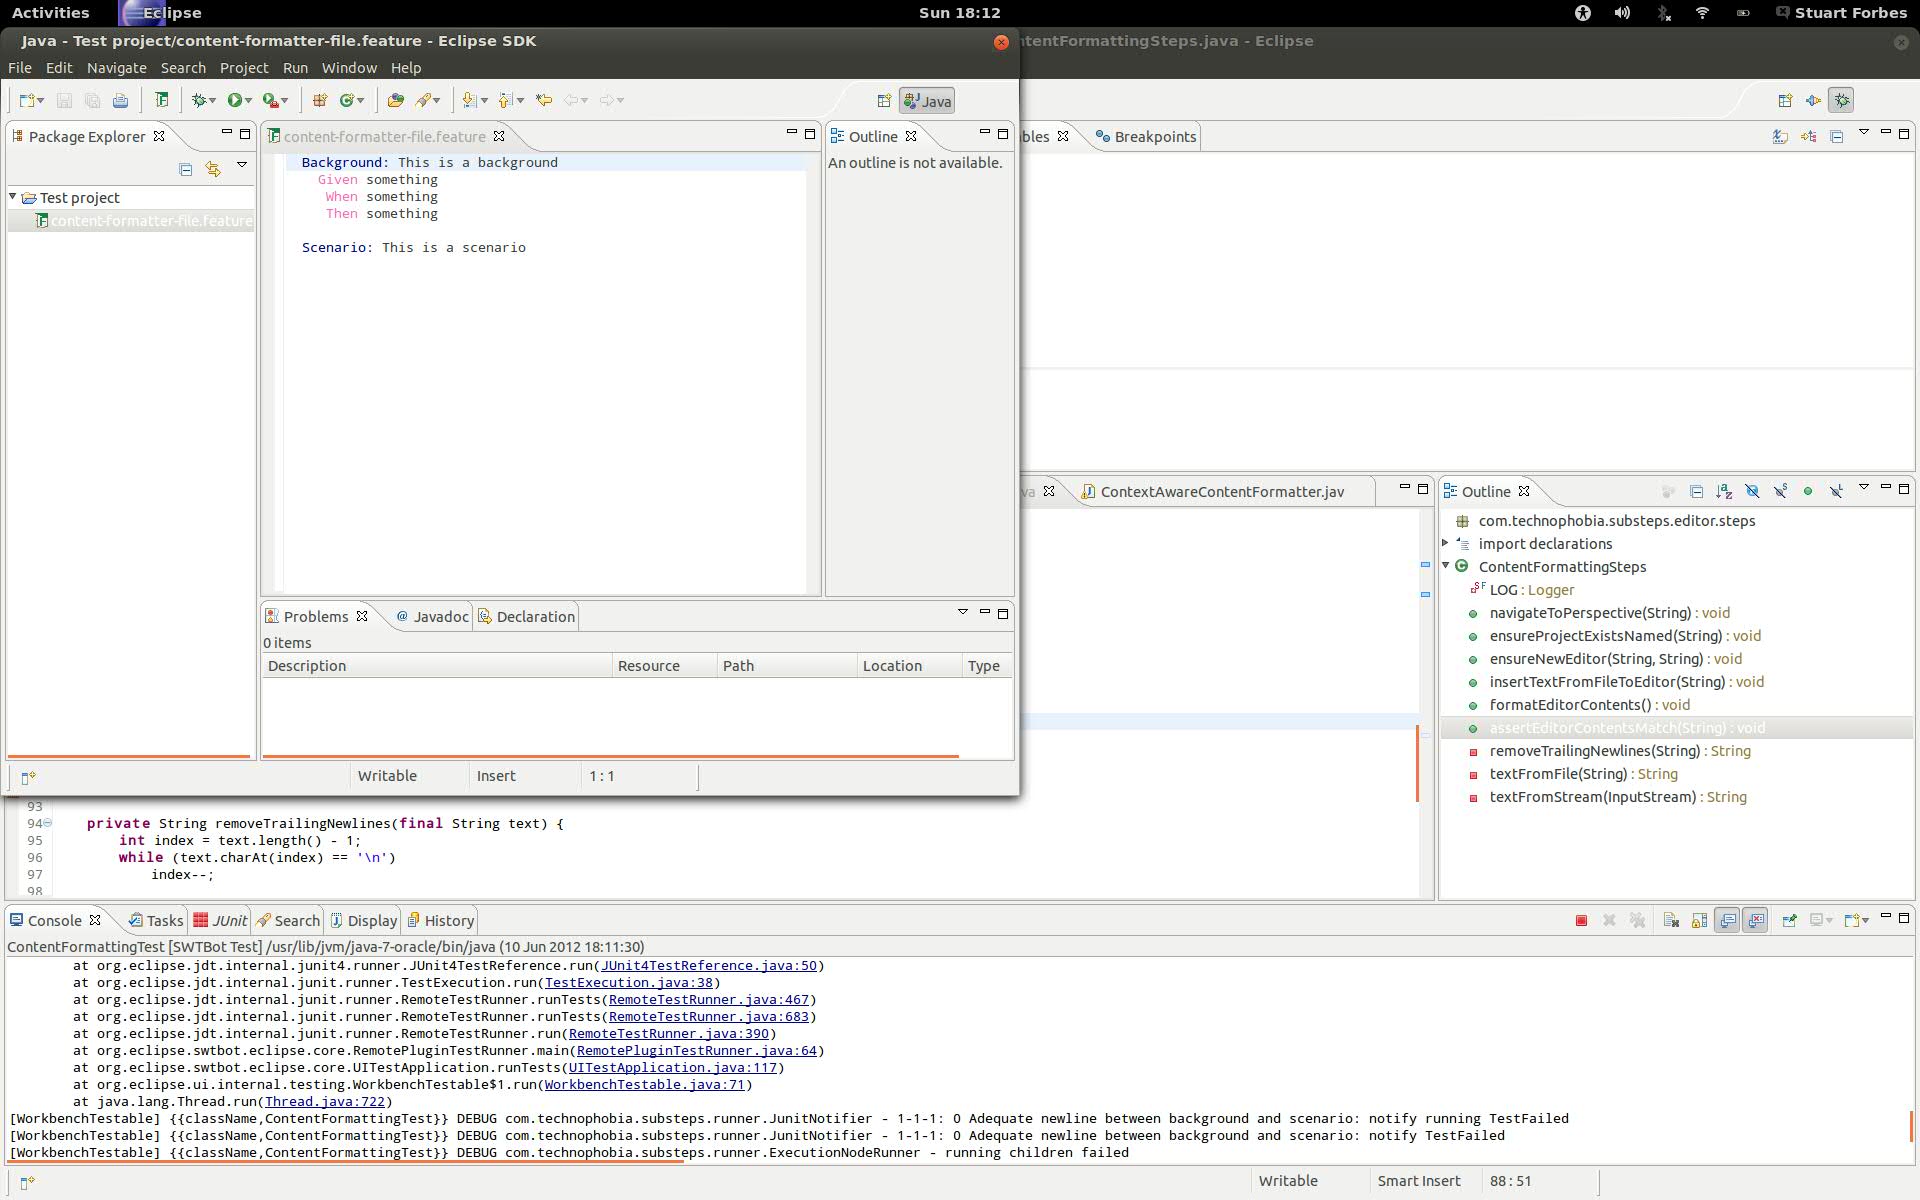 Activities Eclipse Sun 18:12 Stuart Forbes
Java - Test project/content-formatter-file.feature - Eclipse SDK
ntentFormattingSteps.java - Eclipse
File Edit Navigate Search Project Run Window Help
Java
Package Explorer
Test project
content-formatter-file.feature
content-formatter-file.feature
Background: This is a background
Given something
When something
Then something
Scenario: This is a scenario
Outline
An outline is not available.
bles Breakpoints
Problems @ Javadoc Declaration
0 items
Description Resource Path Location Type
Writable Insert 1 : 1
va ContextAwareContentFormatter.jav
Outline
com.technophobia.substeps.editor.steps
import declarations
ContentFormattingSteps
LOG : Logger
navigateToPerspective(String) : void
ensureProjectExistsNamed(String) : void
ensureNewEditor(String, String) : void
insertTextFromFileToEditor(String) : void
formatEditorContents() : void
assertEditorContentsMatch(String) : void
removeTrailingNewlines(String) : String
textFromFile(String) : String
textFromStream(InputStream) : String
93
94 private String removeTrailingNewlines(final String text) {
95 int index = text.length() - 1;
96 while (text.charAt(index) == '\n')
97 index--;
98
Console Tasks JUnit Search Display History
ContentFormattingTest [SWTBot Test] /usr/lib/jvm/java-7-oracle/bin/java (10 Jun 2012 18:11:30)
at org.eclipse.jdt.internal.junit4.runner.JUnit4TestReference.run(JUnit4TestReference.java:50)
at org.eclipse.jdt.internal.junit.runner.TestExecution.run(TestExecution.java:38)
at org.eclipse.jdt.internal.junit.runner.RemoteTestRunner.runTests(RemoteTestRunner.java:467)
at org.eclipse.jdt.internal.junit.runner.RemoteTestRunner.runTests(RemoteTestRunner.java:683)
at org.eclipse.jdt.internal.junit.runner.RemoteTestRunner.run(RemoteTestRunner.java:390)
at org.eclipse.swtbot.eclipse.core.RemotePluginTestRunner.main(RemotePluginTestRunner.java:64)
at org.eclipse.swtbot.eclipse.core.UITestApplication.runTests(UITestApplication.java:117)
at org.eclipse.ui.internal.testing.WorkbenchTestable$1.run(WorkbenchTestable.java:71)
at java.lang.Thread.run(Thread.java:722)
[WorkbenchTestable] {{className,ContentFormattingTest}} DEBUG com.technophobia.substeps.runner.JunitNotifier - 1-1-1: 0 Adequate newline between background and scenario: notify running TestFailed
[WorkbenchTestable] {{className,ContentFormattingTest}} DEBUG com.technophobia.substeps.runner.JunitNotifier - 1-1-1: 0 Adequate newline between background and scenario: notify TestFailed
[WorkbenchTestable] {{className,ContentFormattingTest}} DEBUG com.technophobia.substeps.runner.ExecutionNodeRunner - running children failed
Writable Smart Insert 88 : 51